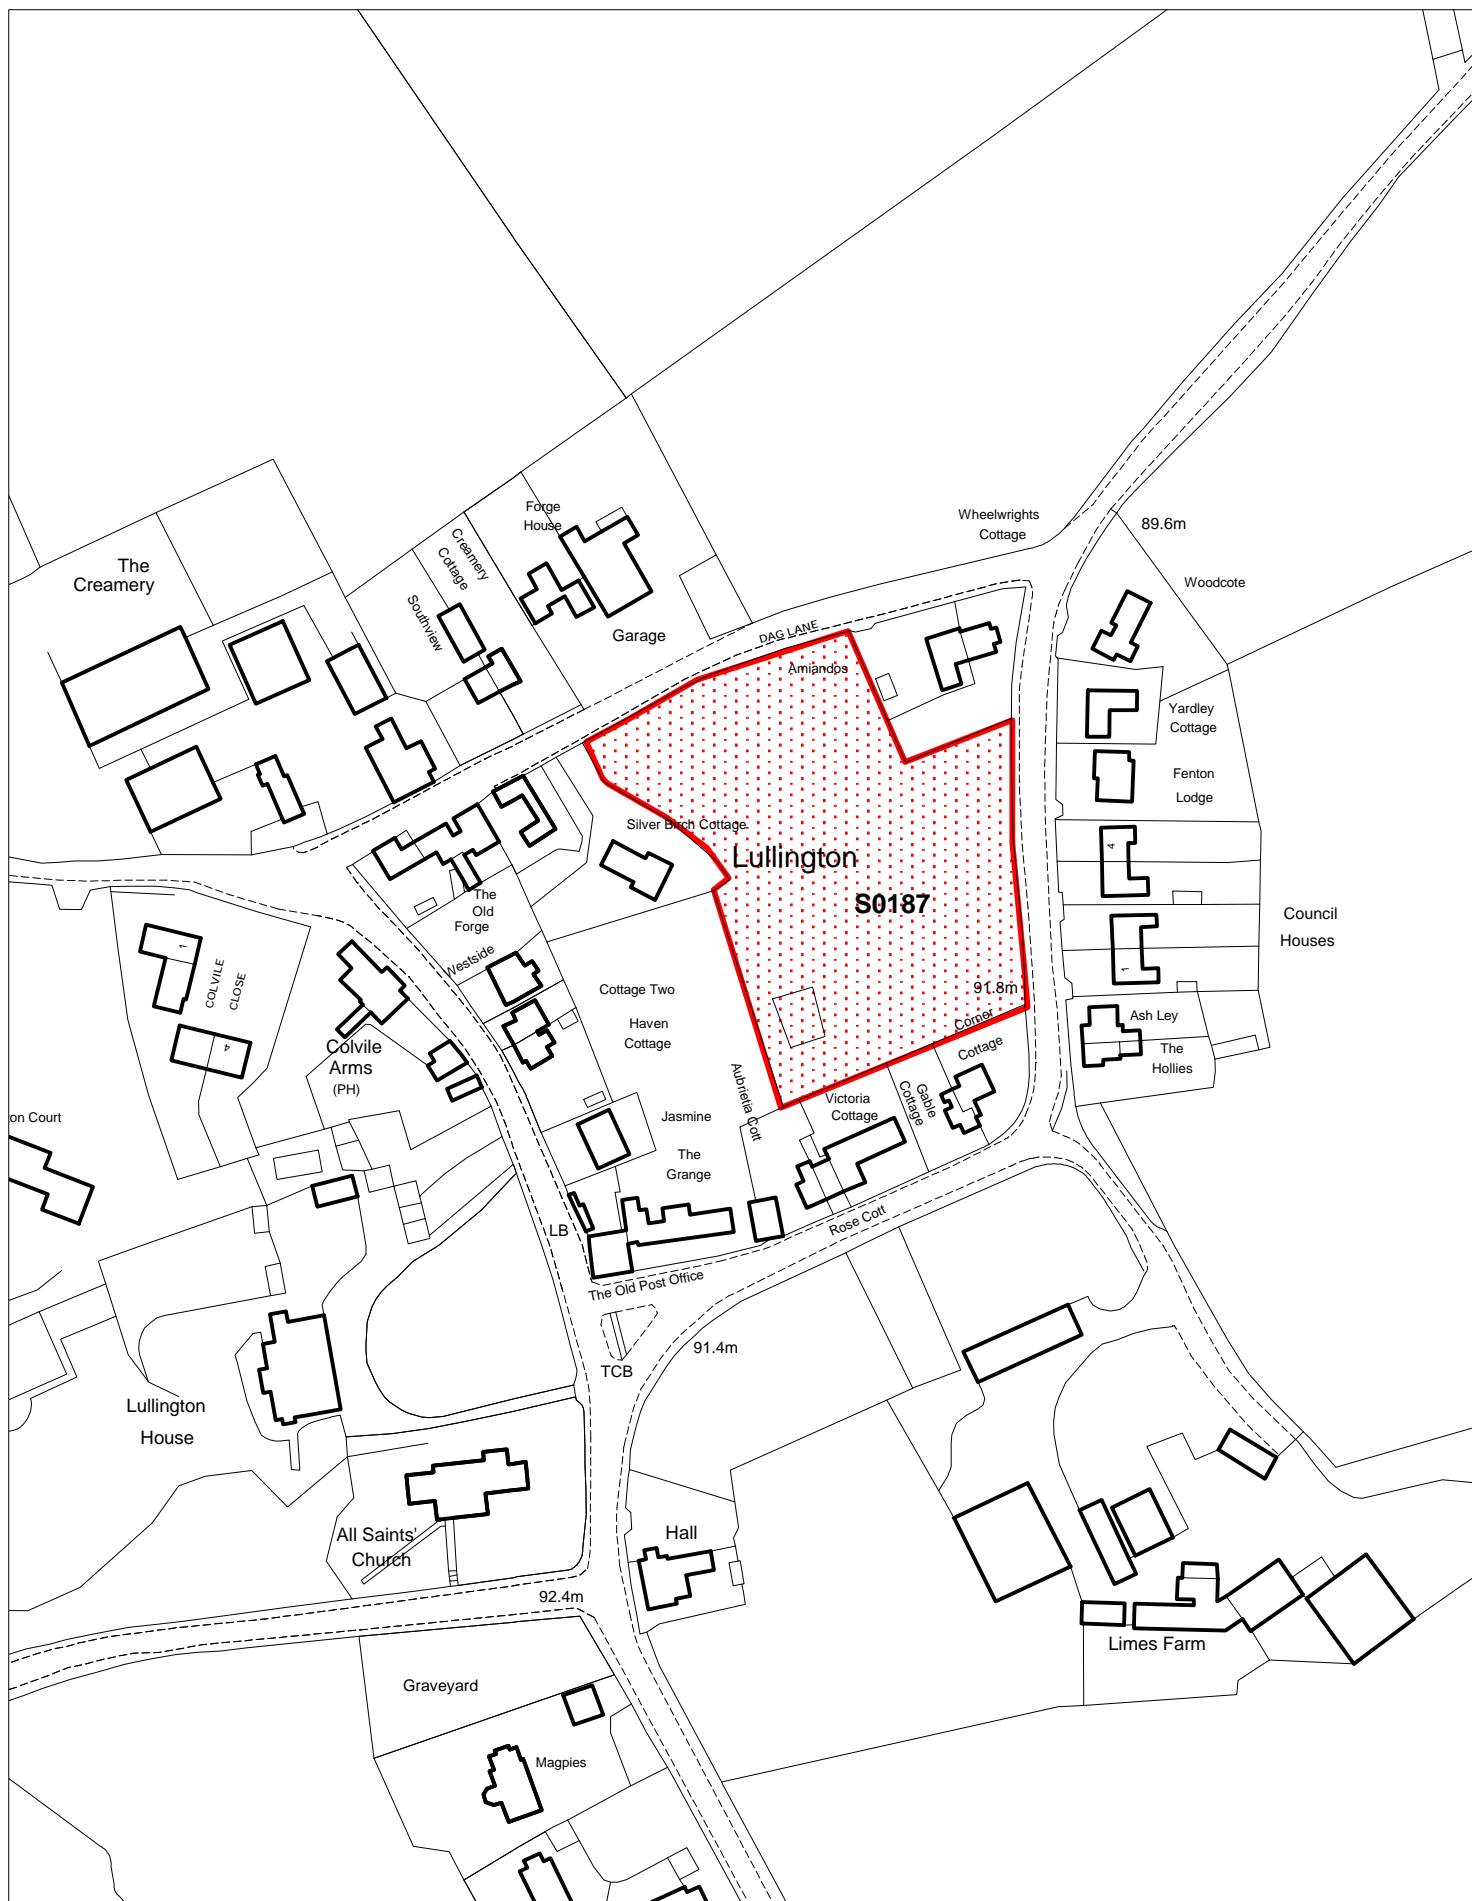 Forge
House
Wheelwrights
Cottage
89.6m
The
Creamery
Creamery
Cottage
Southview
Woodcote
Garage
DAG LANE
Amiandos
Yardley
Cottage
Fenton
Lodge
Silver Birch Cottage
Lullington
4
The
Old
Forge
S0187
Council
Houses
Westside
1
COLVILE
CLOSE
1
Cottage Two
91.8m
Haven
Cottage
Corner
Cottage
Ash Ley
The
Hollies
4
Colvile
Arms
(PH)
Aubrietia Cott
Victoria
Cottage
Gable
Cottage
on Court
Jasmine
The
Grange
LB
Rose Cott
The Old Post Office
91.4m
TCB
Lullington
House
All Saints'
Church
Hall
92.4m
Limes Farm
Graveyard
Magpies